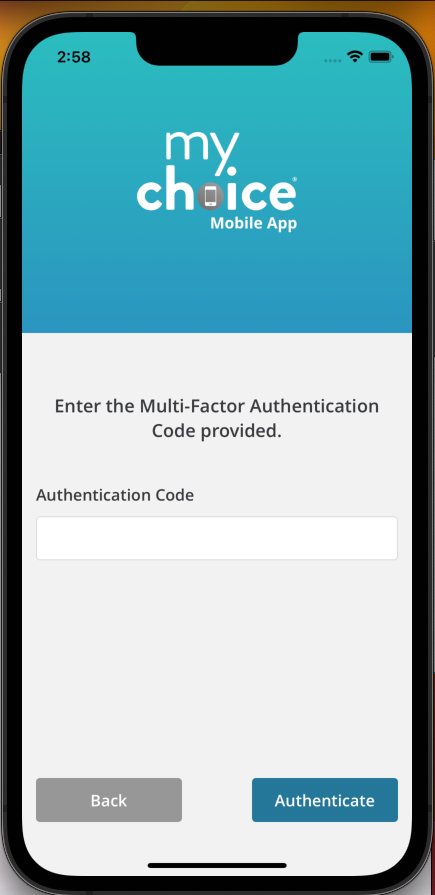 2:58
my
choice®
Mobile App
Enter the Multi-Factor Authentication
Code provided.
Authentication Code
Back
Authenticate